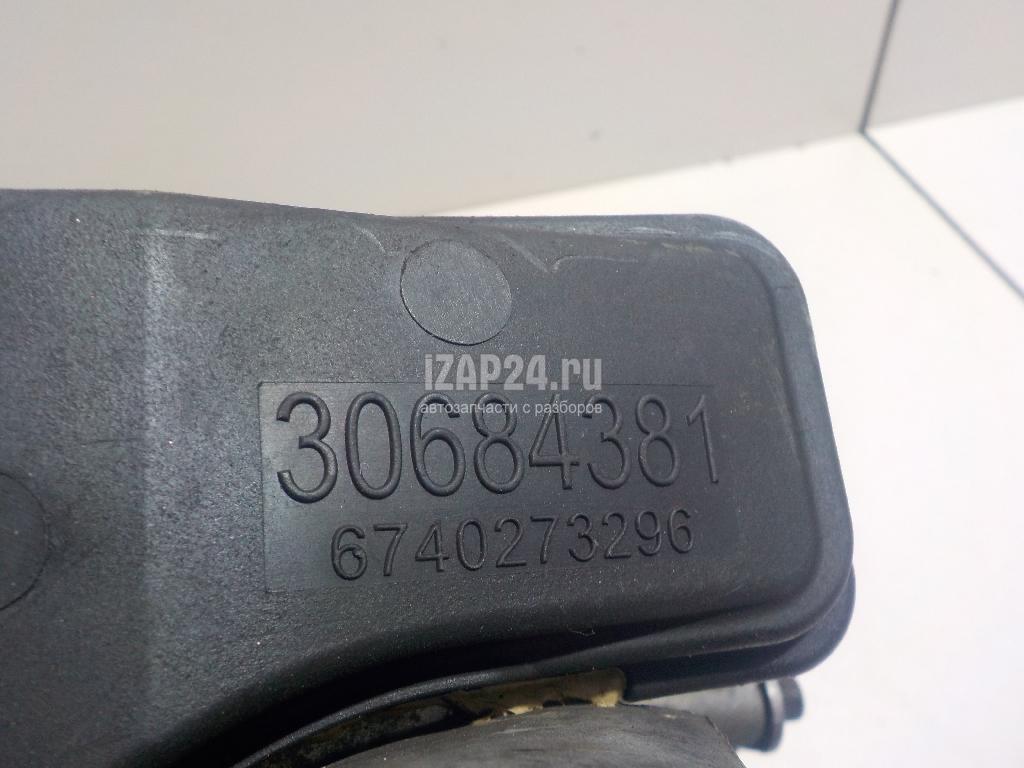 iZAP24.ru
автозапчасти с разборов
30684381
6740273296